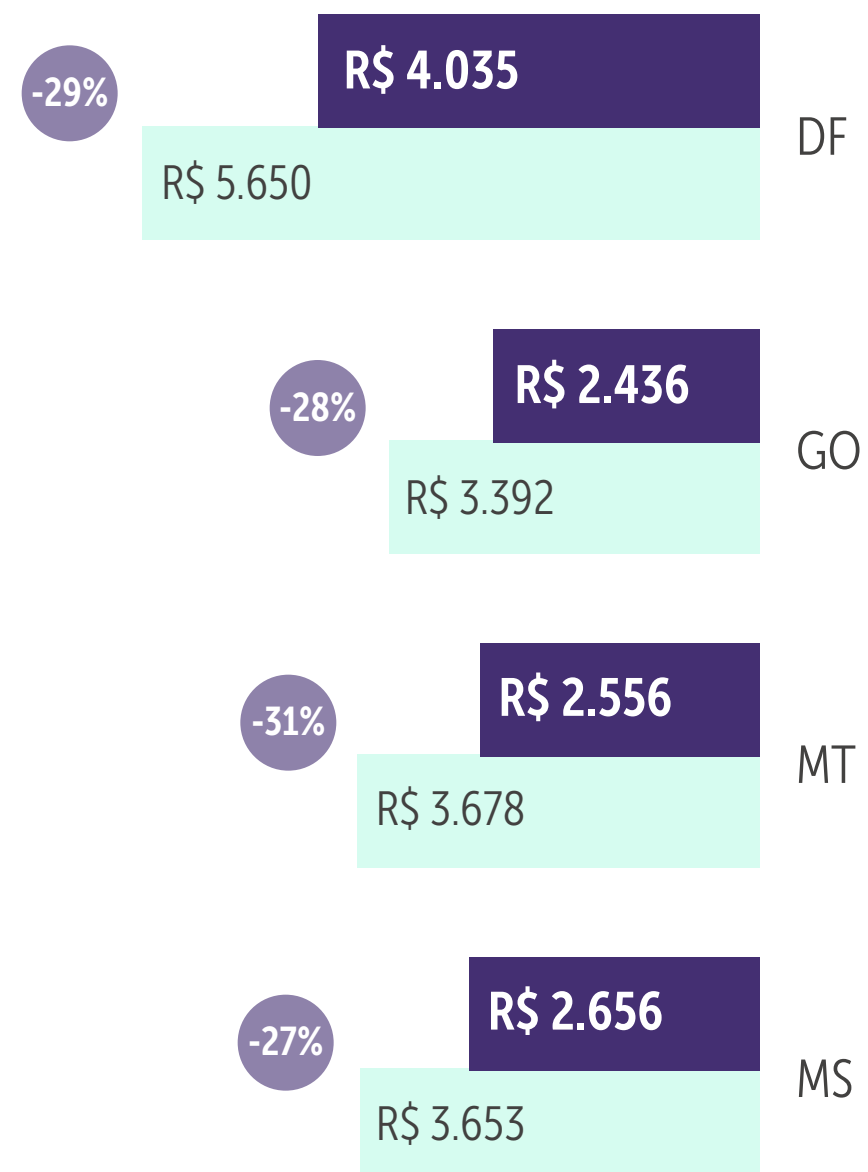 R$ 4.035
-29%
DF
R$ 5.650
R$ 2.436
-28%
GO
R$ 3.392
R$ 2.556
-31%
MT
R$ 3.678
R$ 2.656
-27%
MS
R$ 3.653